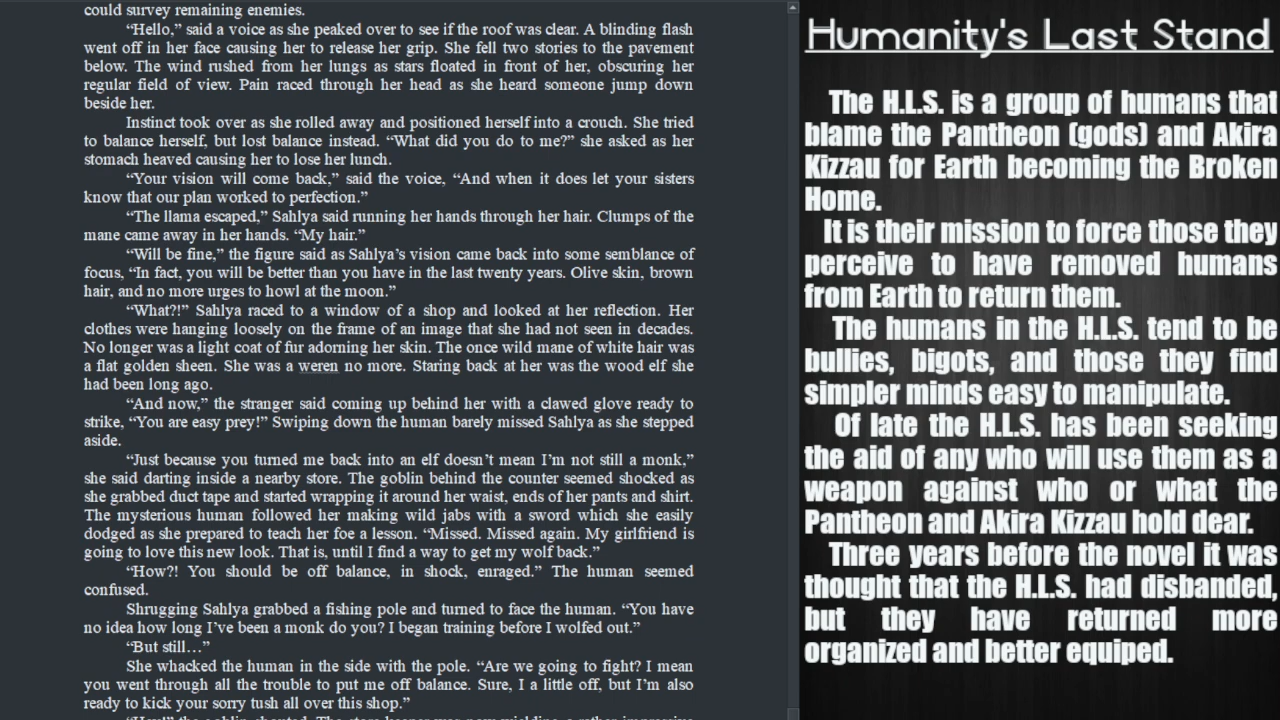 could survey remaining enemies.
“Hello,” said a voice as she peaked over to see if the roof was clear. A blinding flash
went off in her face causing her to release her grip. She fell two stories to the pavement
below. The wind rushed from her lungs as stars floated in front of her, obscuring her
regular field of view. Pain raced through her head as she heard someone jump down
beside her.
Instinct took over as she rolled away and positioned herself into a crouch. She tried
to balance herself, but lost balance instead. “What did you do to me?” she asked as her
stomach heaved causing her to lose her lunch.
“Your vision will come back,” said the voice, “And when it does let your sisters
know that our plan worked to perfection.”
“The llama escaped,” Sahlya said running her hands through her hair. Clumps of the
mane came away in her hands. “My hair.”
“Will be fine,” the figure said as Sahlya’s vision came back into some semblance of
focus, “In fact, you will be better than you have in the last twenty years. Olive skin, brown
hair, and no more urges to howl at the moon.”
“What?!” Sahlya raced to a window of a shop and looked at her reflection. Her
clothes were hanging loosely on the frame of an image that she had not seen in decades.
No longer was a light coat of fur adorning her skin. The once wild mane of white hair was
a flat golden sheen. She was a weren no more. Staring back at her was the wood elf she
had been long ago.
“And now,” the stranger said coming up behind her with a clawed glove ready to
strike, “You are easy prey!” Swiping down the human barely missed Sahlya as she stepped
aside.
“Just because you turned me back into an elf doesn’t mean I’m not still a monk,”
she said darting inside a nearby store. The goblin behind the counter seemed shocked as
she grabbed duct tape and started wrapping it around her waist, ends of her pants and shirt.
The mysterious human followed her making wild jabs with a sword which she easily
dodged as she prepared to teach her foe a lesson. “Missed. Missed again. My girlfriend is
going to love this new look. That is, until I find a way to get my wolf back.”
“How?! You should be off balance, in shock, enraged.” The human seemed
confused.
Shrugging Sahlya grabbed a fishing pole and turned to face the human. “You have
no idea how long I’ve been a monk do you? I began training before I wolfed out.”
“But still…”
She whacked the human in the side with the pole. “Are we going to fight? I mean
you went through all the trouble to put me off balance. Sure, I a little off, but I’m also
ready to kick your sorry tush all over this shop.”
Humanity's Last Stand
The H.L.S. is a group of humans that
blame the Pantheon (gods) and Akira
Kizzau for Earth becoming the Broken
Home.
It is their mission to force those they
perceive to have removed humans
from Earth to return them.
The humans in the H.L.S. tend to be
bullies, bigots, and those they find
simpler minds easy to manipulate.
Of late the H.L.S. has been seeking
the aid of any who will use them as a
weapon against who or what the
Pantheon and Akira Kizzau hold dear.
Three years before the novel it was
thought that the H.L.S. had disbanded,
but they have returned more
organized and better equiped.